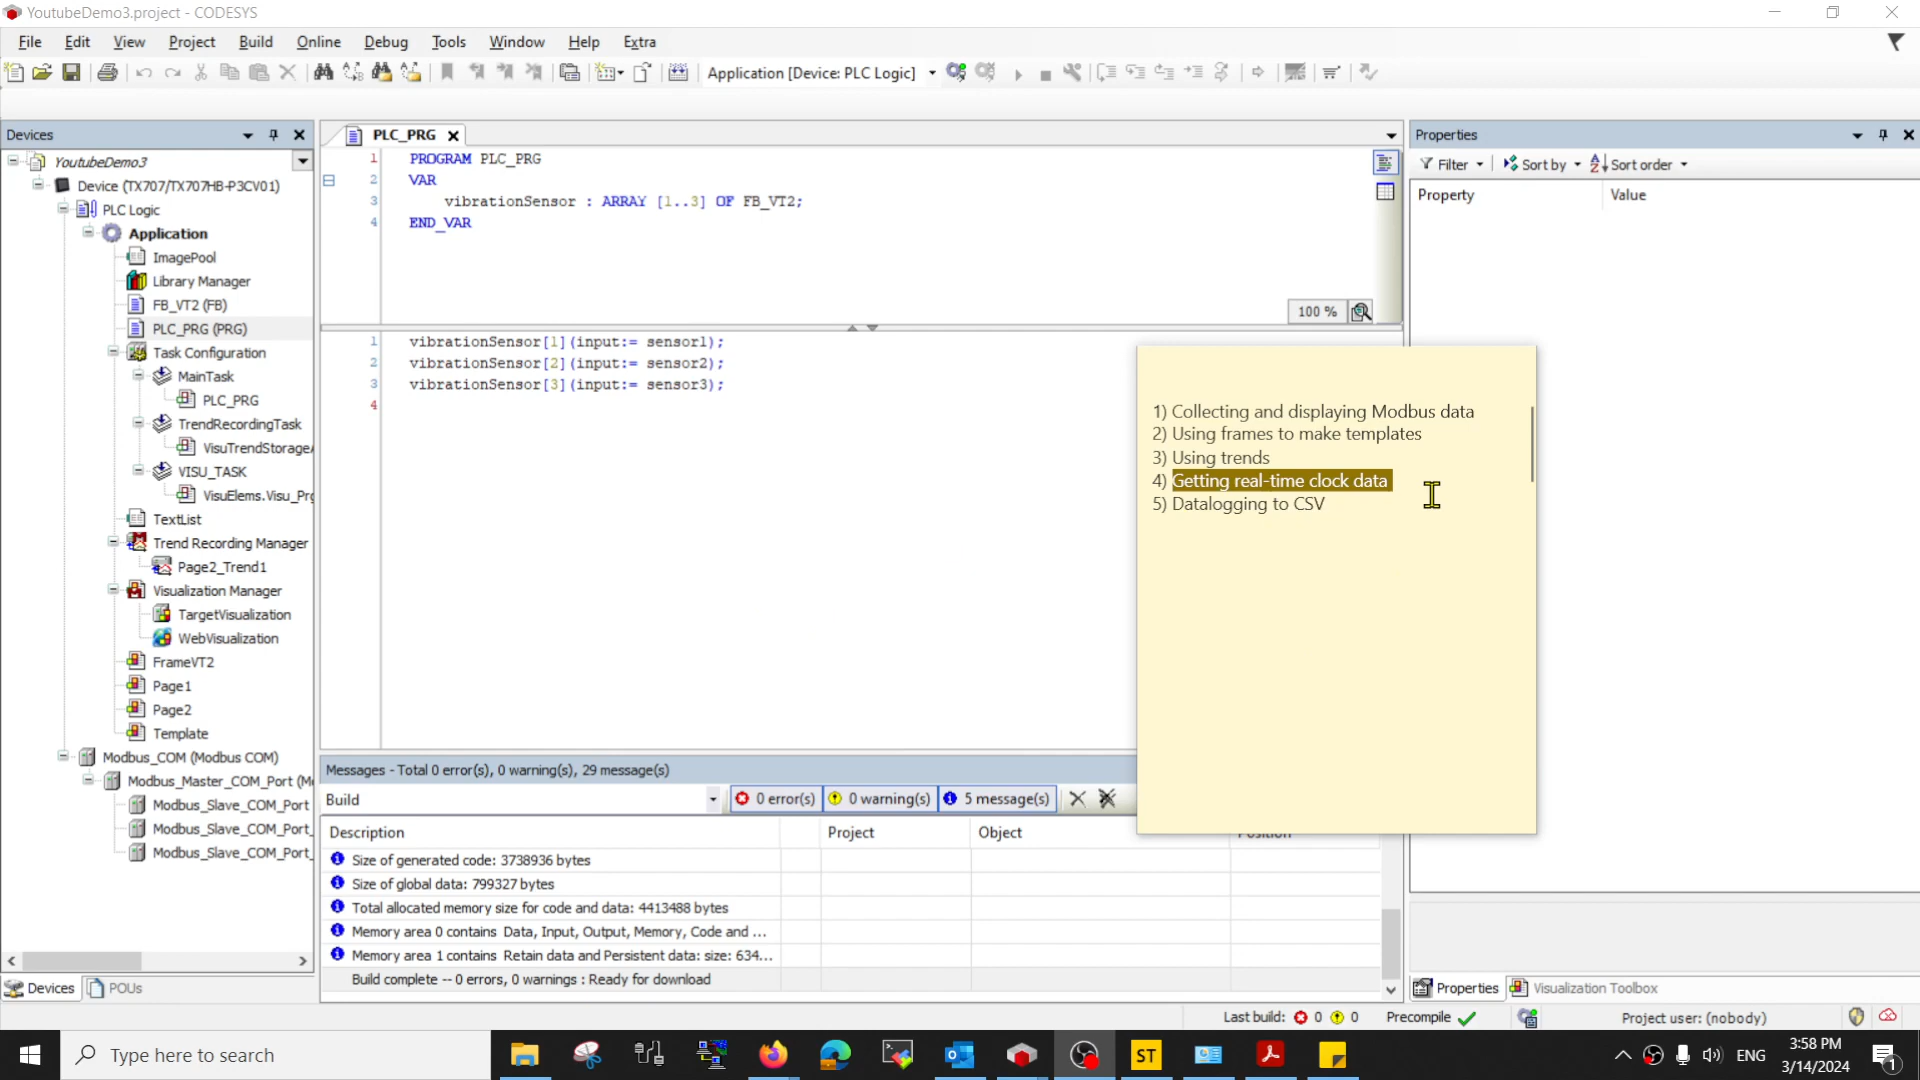 YoutubeDemo3.project - CODESYS
File Edit View Project Build Online Debug Tools Window Help Extra
Application [Device: PLC Logic]
Devices
YoutubeDemo3
Device (TX707/TX707HB-P3CV01)
PLC Logic
Application
ImagePool
Library Manager
FB_VT2 (FB)
PLC_PRG (PRG)
Task Configuration
MainTask
PLC_PRG
TrendRecordingTask
VisuTrendStorage
VISU_TASK
VisuElems.Visu_Prg
TextList
Trend Recording Manager
Page2_Trend1
Visualization Manager
TargetVisualization
WebVisualization
FrameVT2
Page1
Page2
Template
Modbus_COM (Modbus COM)
Modbus_Master_COM_Port (M
Modbus_Slave_COM_Port
Modbus_Slave_COM_Port_
Modbus_Slave_COM_Port_
Devices POUs
PLC_PRG
1 PROGRAM PLC_PRG
2 VAR
3 vibrationSensor : ARRAY [1..3] OF FB_VT2;
4 END_VAR
100 %
1 vibrationSensor[1](input:= sensor1);
2 vibrationSensor[2](input:= sensor2);
3 vibrationSensor[3](input:= sensor3);
4
1) Collecting and displaying Modbus data
2) Using frames to make templates
3) Using trends
4) Getting real-time clock data
5) Datalogging to CSV
Messages - Total 0 error(s), 0 warning(s), 29 message(s)
Build 0 error(s) 0 warning(s) 5 message(s)
Description Project Object Position
Size of generated code: 3738936 bytes
Size of global data: 799327 bytes
Total allocated memory size for code and data: 4413488 bytes
Memory area 0 contains Data, Input, Output, Memory, Code and ...
Memory area 1 contains Retain data and Persistent data: size: 634...
Build complete -- 0 errors, 0 warnings : Ready for download
Properties
Filter Sort by Sort order
Property Value
Properties Visualization Toolbox
Last build: 0 0 Precompile Project user: (nobody)
Type here to search
ST
ENG
3:58 PM
3/14/2024
1